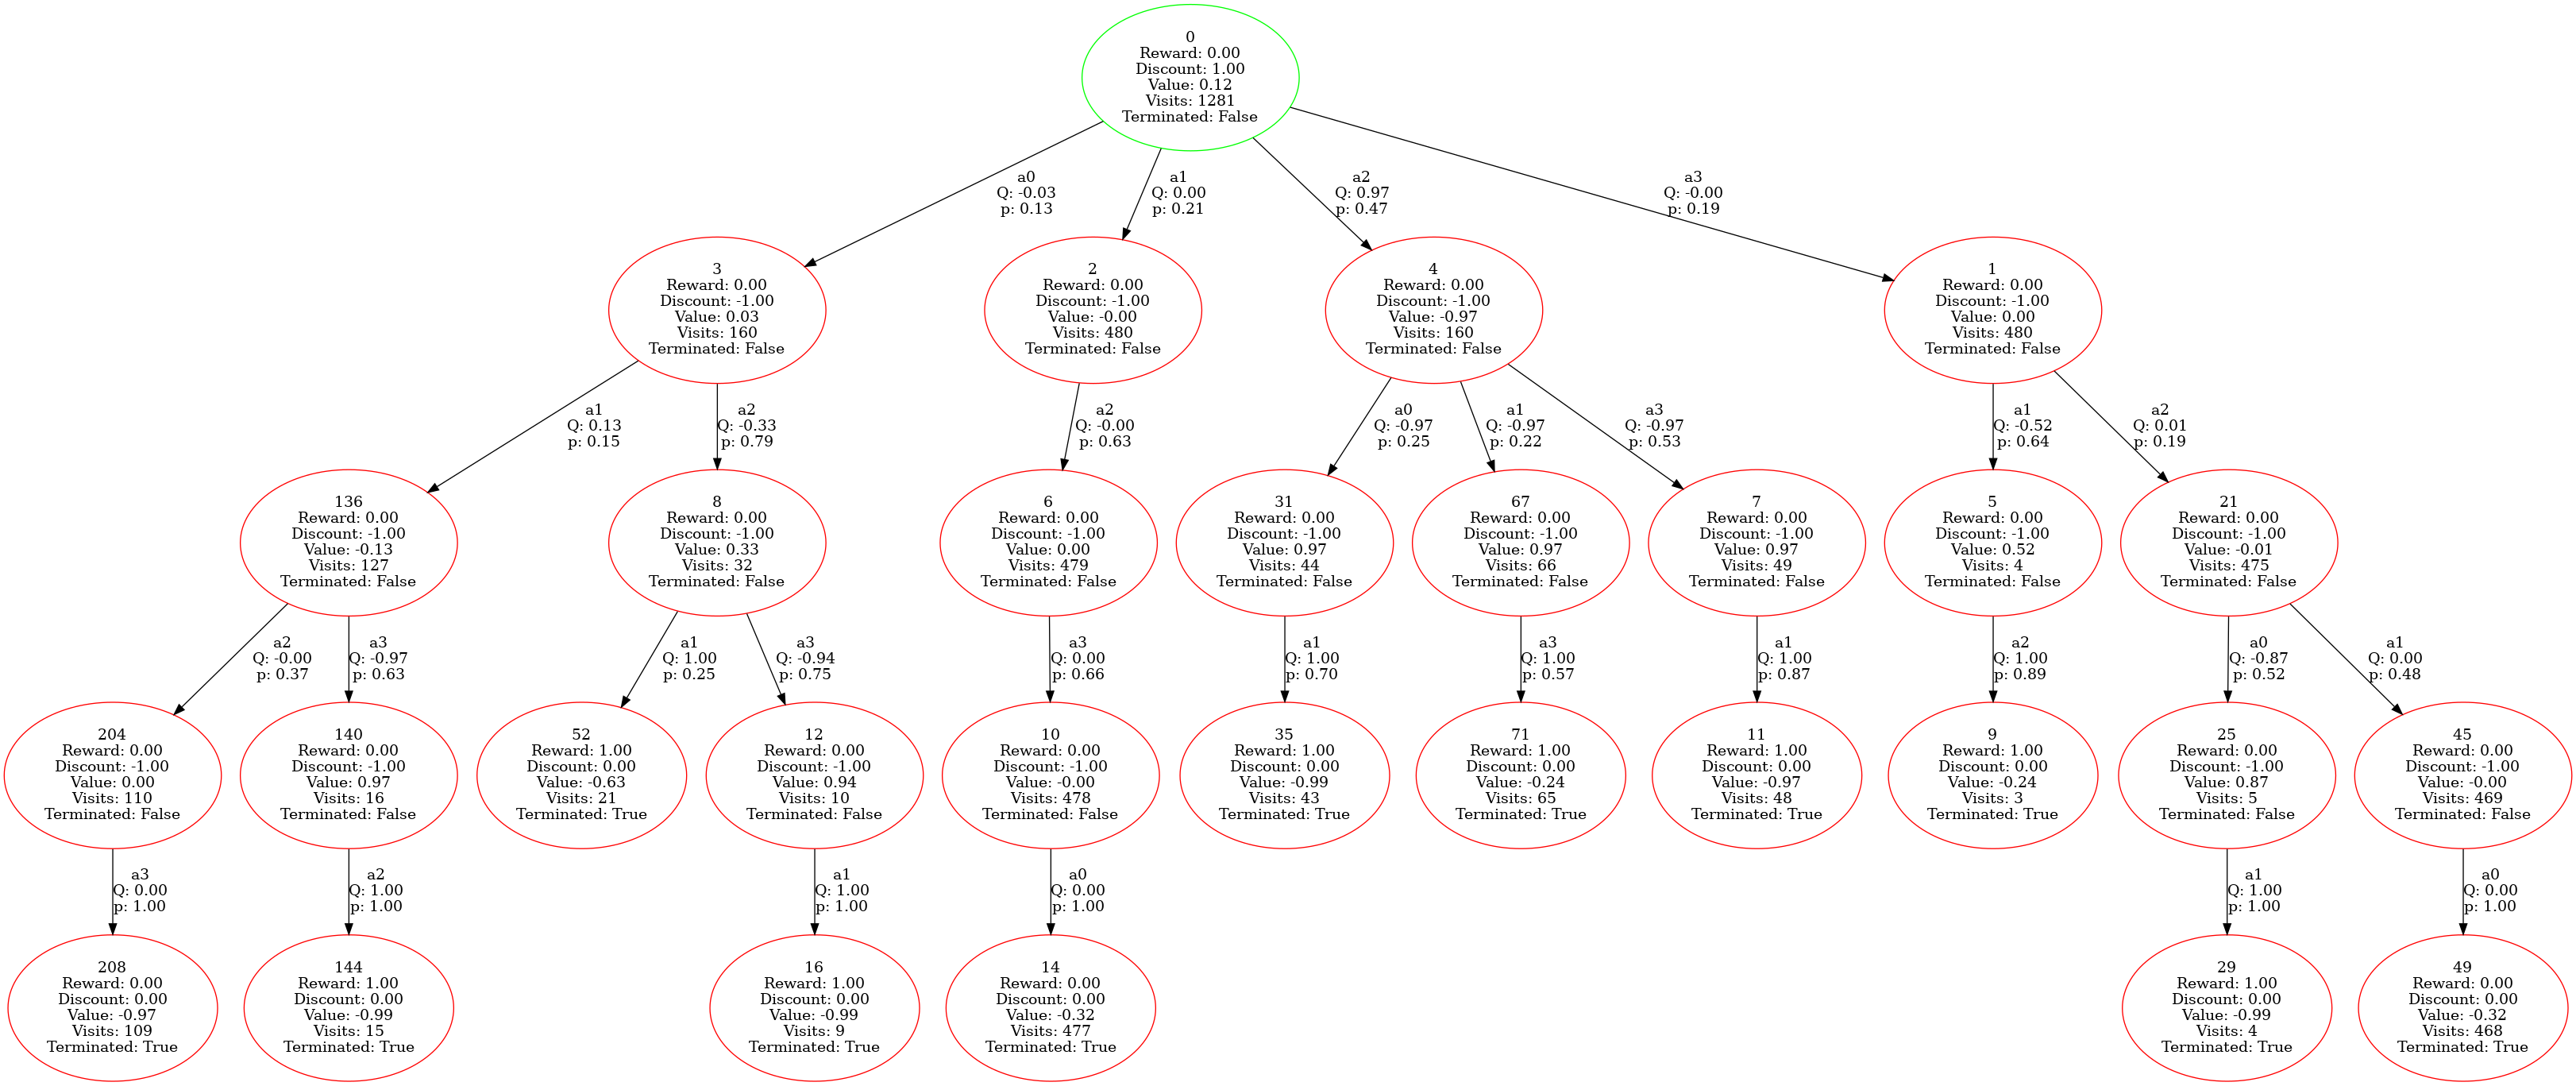 0
Reward: 0.00
Discount: 1.00
Value: 0.12
Visits: 1281
Terminated: False
a0
Q: -0.03
p: 0.13
a1
Q: 0.00
p: 0.21
a2
Q: 0.97
p: 0.47
a3
Q: -0.00
p: 0.19
3
Reward: 0.00
Discount: -1.00
Value: 0.03
Visits: 160
Terminated: False
2
Reward: 0.00
Discount: -1.00
Value: -0.00
Visits: 480
Terminated: False
4
Reward: 0.00
Discount: -1.00
Value: -0.97
Visits: 160
Terminated: False
1
Reward: 0.00
Discount: -1.00
Value: 0.00
Visits: 480
Terminated: False
a1
Q: 0.13
p: 0.15
a2
Q: -0.33
p: 0.79
a2
Q: -0.00
p: 0.63
a0
Q: -0.97
p: 0.25
a1
Q: -0.97
p: 0.22
a3
Q: -0.97
p: 0.53
a1
Q: -0.52
p: 0.64
a2
Q: 0.01
p: 0.19
136
Reward: 0.00
Discount: -1.00
Value: -0.13
Visits: 127
Terminated: False
8
Reward: 0.00
Discount: -1.00
Value: 0.33
Visits: 32
Terminated: False
6
Reward: 0.00
Discount: -1.00
Value: 0.00
Visits: 479
Terminated: False
31
Reward: 0.00
Discount: -1.00
Value: 0.97
Visits: 44
Terminated: False
67
Reward: 0.00
Discount: -1.00
Value: 0.97
Visits: 66
Terminated: False
7
Reward: 0.00
Discount: -1.00
Value: 0.97
Visits: 49
Terminated: False
5
Reward: 0.00
Discount: -1.00
Value: 0.52
Visits: 4
Terminated: False
21
Reward: 0.00
Discount: -1.00
Value: -0.01
Visits: 475
Terminated: False
a2
Q: -0.00
p: 0.37
a3
Q: -0.97
p: 0.63
a1
Q: 1.00
p: 0.25
a3
Q: -0.94
p: 0.75
a3
Q: 0.00
p: 0.66
a1
Q: 1.00
p: 0.70
a3
Q: 1.00
p: 0.57
a1
Q: 1.00
p: 0.87
a2
Q: 1.00
p: 0.89
a0
Q: -0.87
p: 0.52
a1
Q: 0.00
p: 0.48
204
Reward: 0.00
Discount: -1.00
Value: 0.00
Visits: 110
Terminated: False
140
Reward: 0.00
Discount: -1.00
Value: 0.97
Visits: 16
Terminated: False
52
Reward: 1.00
Discount: 0.00
Value: -0.63
Visits: 21
Terminated: True
12
Reward: 0.00
Discount: -1.00
Value: 0.94
Visits: 10
Terminated: False
10
Reward: 0.00
Discount: -1.00
Value: -0.00
Visits: 478
Terminated: False
35
Reward: 1.00
Discount: 0.00
Value: -0.99
Visits: 43
Terminated: True
71
Reward: 1.00
Discount: 0.00
Value: -0.24
Visits: 65
Terminated: True
11
Reward: 1.00
Discount: 0.00
Value: -0.97
Visits: 48
Terminated: True
9
Reward: 1.00
Discount: 0.00
Value: -0.24
Visits: 3
Terminated: True
25
Reward: 0.00
Discount: -1.00
Value: 0.87
Visits: 5
Terminated: False
45
Reward: 0.00
Discount: -1.00
Value: -0.00
Visits: 469
Terminated: False
a3
Q: 0.00
p: 1.00
a2
Q: 1.00
p: 1.00
a1
Q: 1.00
p: 1.00
a0
Q: 0.00
p: 1.00
a1
Q: 1.00
p: 1.00
a0
Q: 0.00
p: 1.00
208
Reward: 0.00
Discount: 0.00
Value: -0.97
Visits: 109
Terminated: True
144
Reward: 1.00
Discount: 0.00
Value: -0.99
Visits: 15
Terminated: True
16
Reward: 1.00
Discount: 0.00
Value: -0.99
Visits: 9
Terminated: True
14
Reward: 0.00
Discount: 0.00
Value: -0.32
Visits: 477
Terminated: True
29
Reward: 1.00
Discount: 0.00
Value: -0.99
Visits: 4
Terminated: True
49
Reward: 0.00
Discount: 0.00
Value: -0.32
Visits: 468
Terminated: True